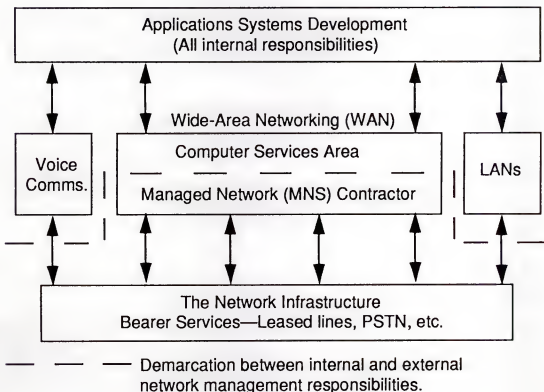 Applications Systems Development
(All internal responsibilities)
Wide-Area Networking (WAN)
Voice
Comms.
Computer Services Area
Managed Network (MNS) Contractor
LANs
The Network Infrastructure
Bearer Services—Leased lines, PSTN, etc.
Demarcation between internal and external
network management responsibilities.